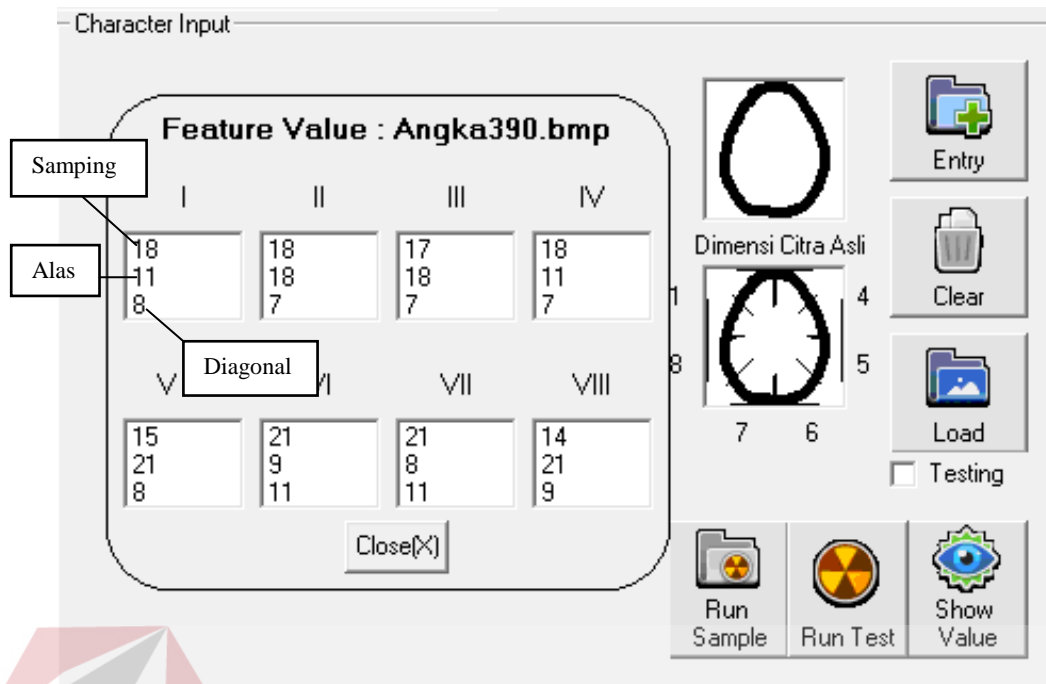 Character Input
Feature Value : Angka390.bmp
Samping
Alas
Diagonal
I II III IV
18 18 17 18
11 18 18 11
8 7 7 7
V VI VII VIII
15 21 21 14
21 9 8 21
8 11 11 9
Close(X)
Dimensi Citra Asli
1 4
8 5
7 6
Entry
Clear
Load
Testing
Run Sample
Run Test
Show Value